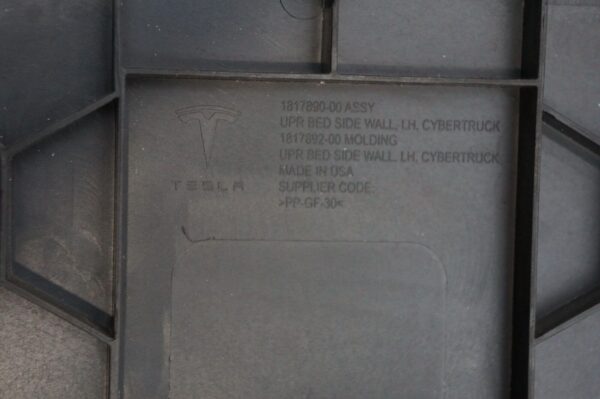 1817890-00 ASSY
UPR BED SIDE WALL, LH, CYBERTRUCK
1817892-00 MOLDING
UPR BED SIDE WALL, LH, CYBERTRUCK
MADE IN USA
SUPPLIER CODE:
>PP-GF-30<
TESLA